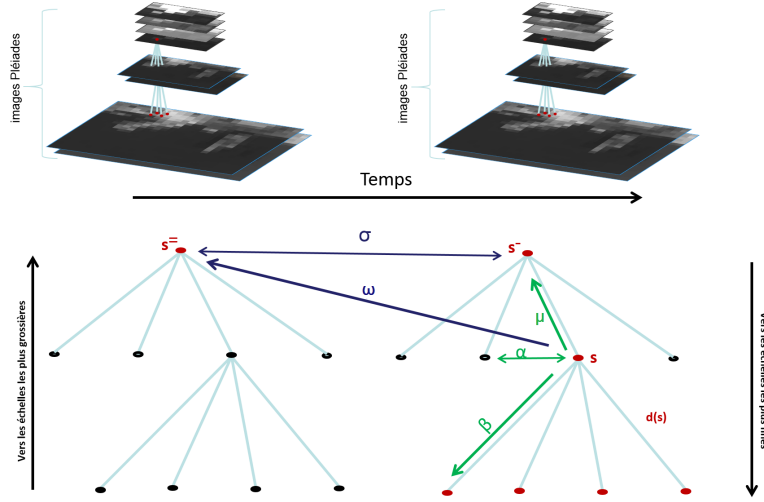 images Pléiades
images Pléiades
Temps
s=
σ
s-
ω
μ
α
s
β
d(s)
Vers les échelles les plus grossières
Vers les échelles les plus fines